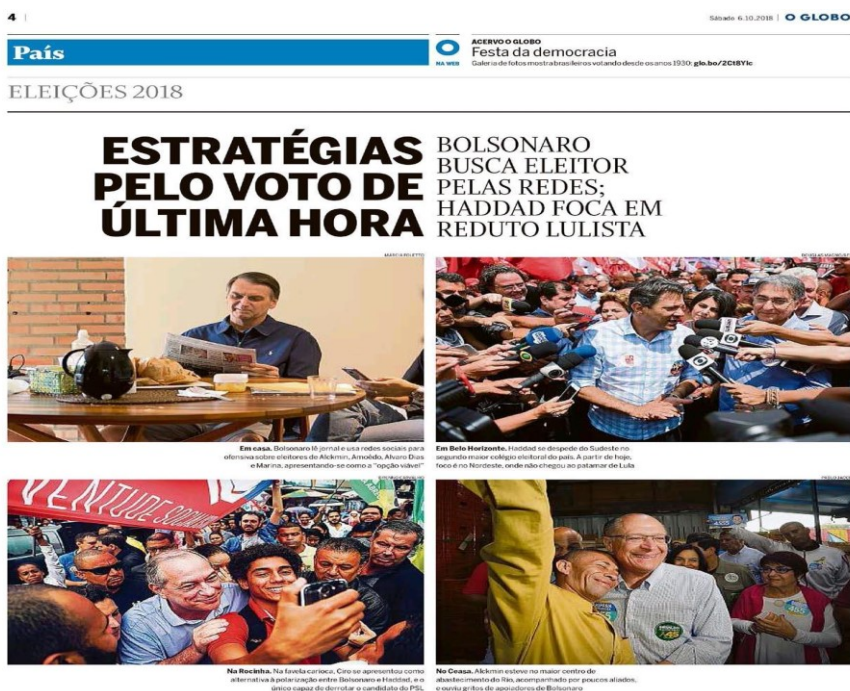 4
Sábado 6.10.2018 | O GLOBO
País
NA WEB
ACERVO O GLOBO
Festa da democracia
Galeria de fotos mostra brasileiros votando desde os anos 1930: glo.bo/2Ct8YIc
ELEIÇÕES 2018
ESTRATÉGIAS
PELO VOTO DE
ÚLTIMA HORA
BOLSONARO
BUSCA ELEITOR
PELAS REDES;
HADDAD FOCA EM
REDUTO LULISTA
Em casa. Bolsonaro lê jornal e usa redes sociais para
ofensiva sobre eleitores de Alckmin, Amoêdo, Alvaro Dias
e Marina, apresentando-se como a "opção viável"
Em Belo Horizonte. Haddad se despede do Sudeste no
segundo maior colégio eleitoral do país. A partir de hoje,
foco é no Nordeste, onde não chegou ao patamar de Lula
VENTUDE SOCIALIS
4555
45
Na Rocinha. Na favela carioca, Ciro se apresentou como
alternativa à polarização entre Bolsonaro e Haddad, e o
único capaz de derrotar o candidato do PSL
No Ceasa. Alckmin esteve no maior centro de
abastecimento do Rio, acompanhado por poucos aliados,
e ouviu gritos de apoiadores de Bolsonaro